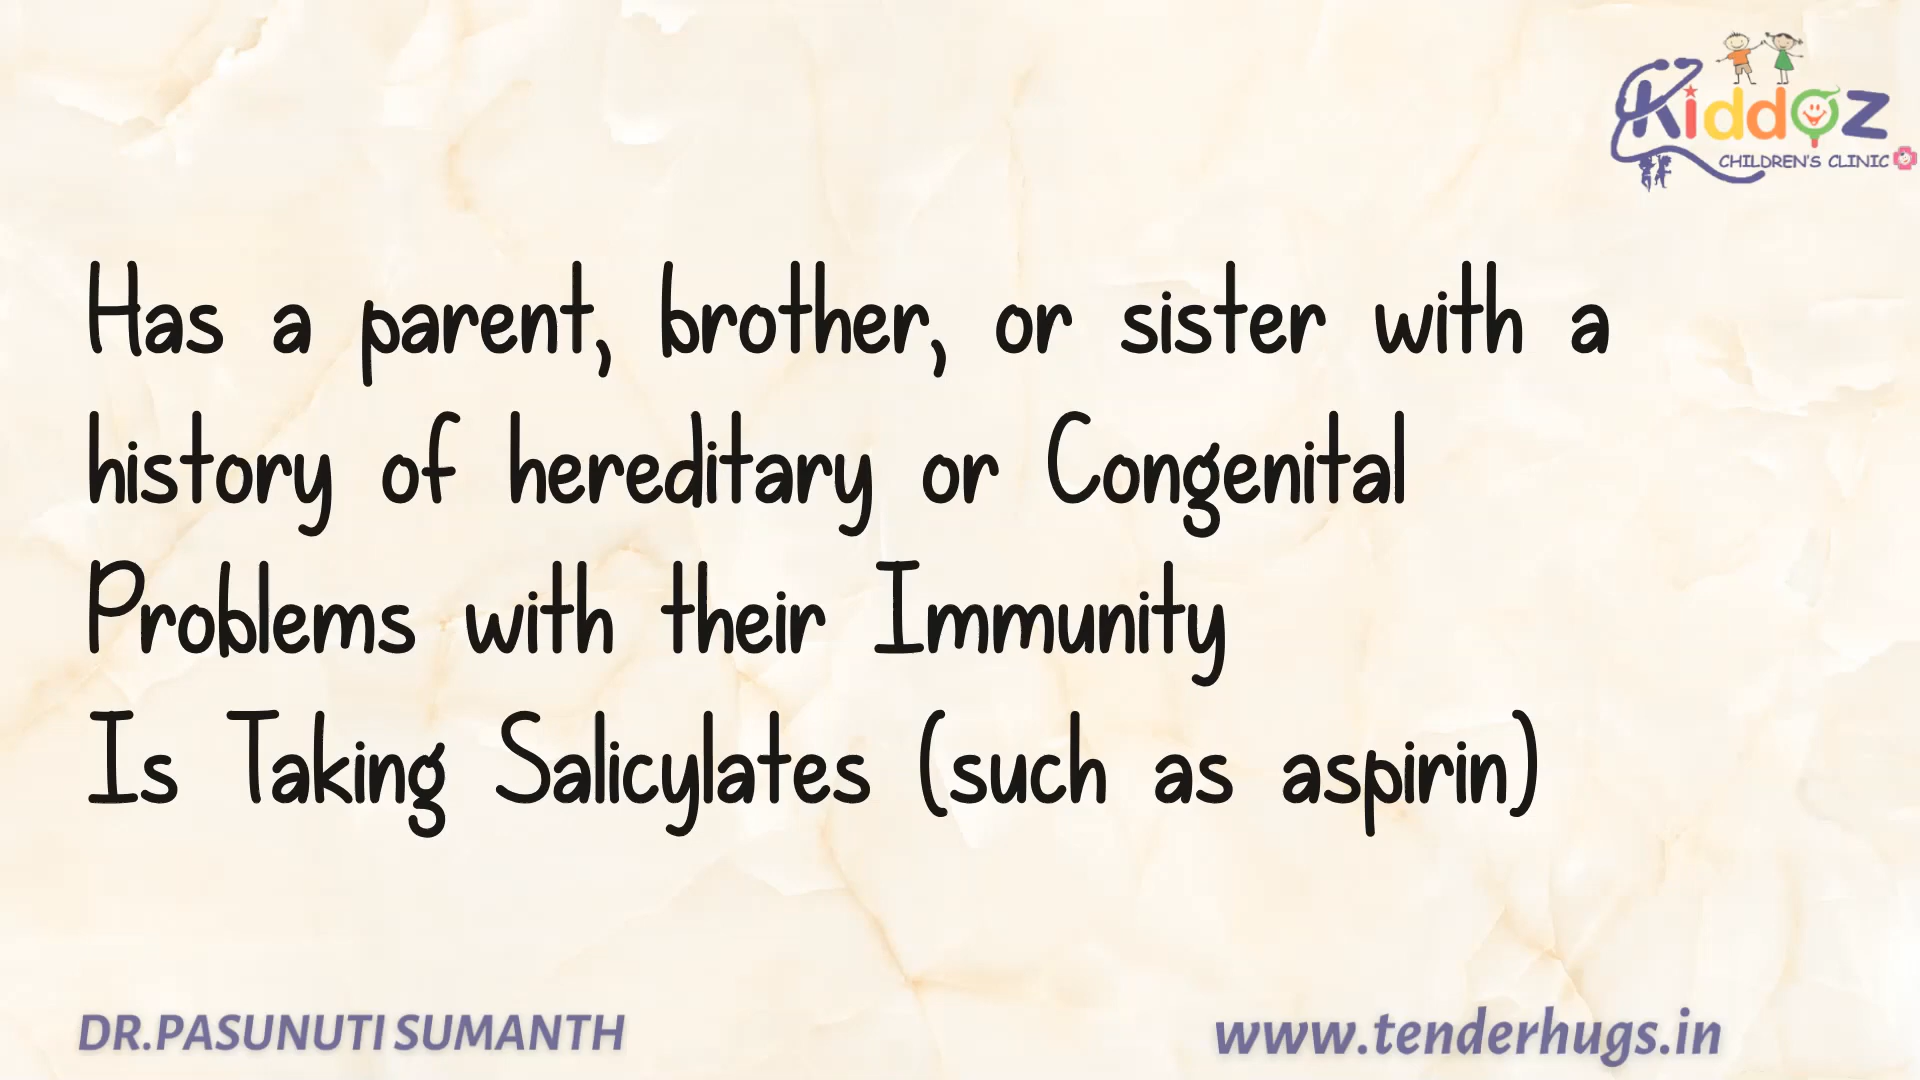 Kiddoz
CHILDREN'S CLINIC
Has a parent, brother, or sister with a
history of hereditary or Congenital
Problems with their Immunity
Is Taking Salicylates (such as aspirin)
DR.PASUNUTI SUMANTH
www.tenderhugs.in